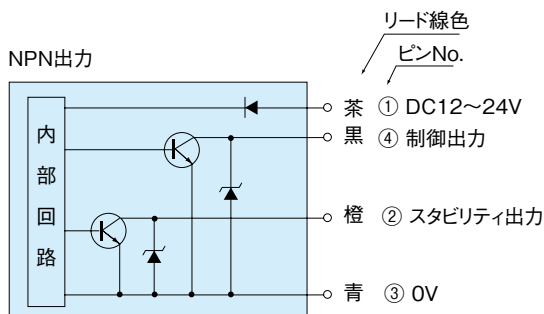 リード線色
ピンNo.
NPN出力
茶 ① DC12～24V
黒 ④ 制御出力
内部回路
橙 ② スタビリティ出力
青 ③ 0V